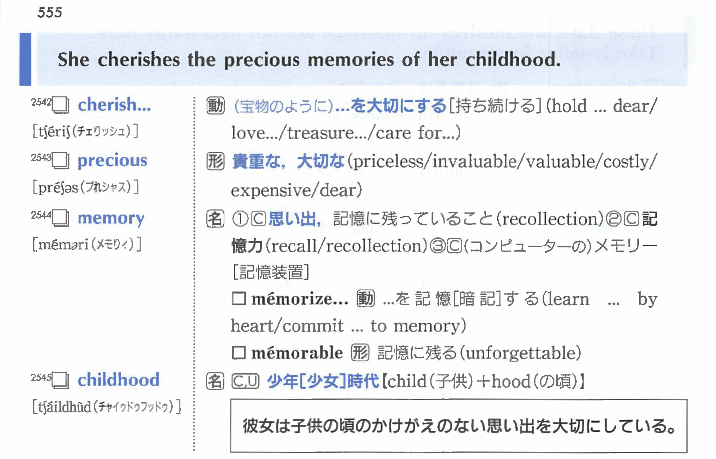 555
She cherishes the precious memories of her childhood.
2542 cherish... 動 (宝物のように)...を大切にする[持ち続ける](hold ... dear/
[tʃériʃ(チェリッシュ)] love.../treasure.../care for...)
2543 precious 形 貴重な，大切な(priceless/invaluable/valuable/costly/
[préʃəs(プれシャス)] expensive/dear)
2544 memory 名 ①Ⓒ思い出，記憶に残っていること(recollection)②Ⓒ記
[méməri(メモリィ)] 憶力(recall/recollection)③Ⓒ(コンピューターの)メモリー
[記憶装置]
□ mémorize... 動 ...を記憶[暗記]する(learn ... by
heart/commit ... to memory)
□ mémorable 形 記憶に残る(unforgettable)
2545 childhood 名 C,U 少年[少女]時代【child(子供)+hood(の頃)】
[tʃáildhùd(チャイゥドゥフッドゥ)]
彼女は子供の頃のかけがえのない思い出を大切にしている。